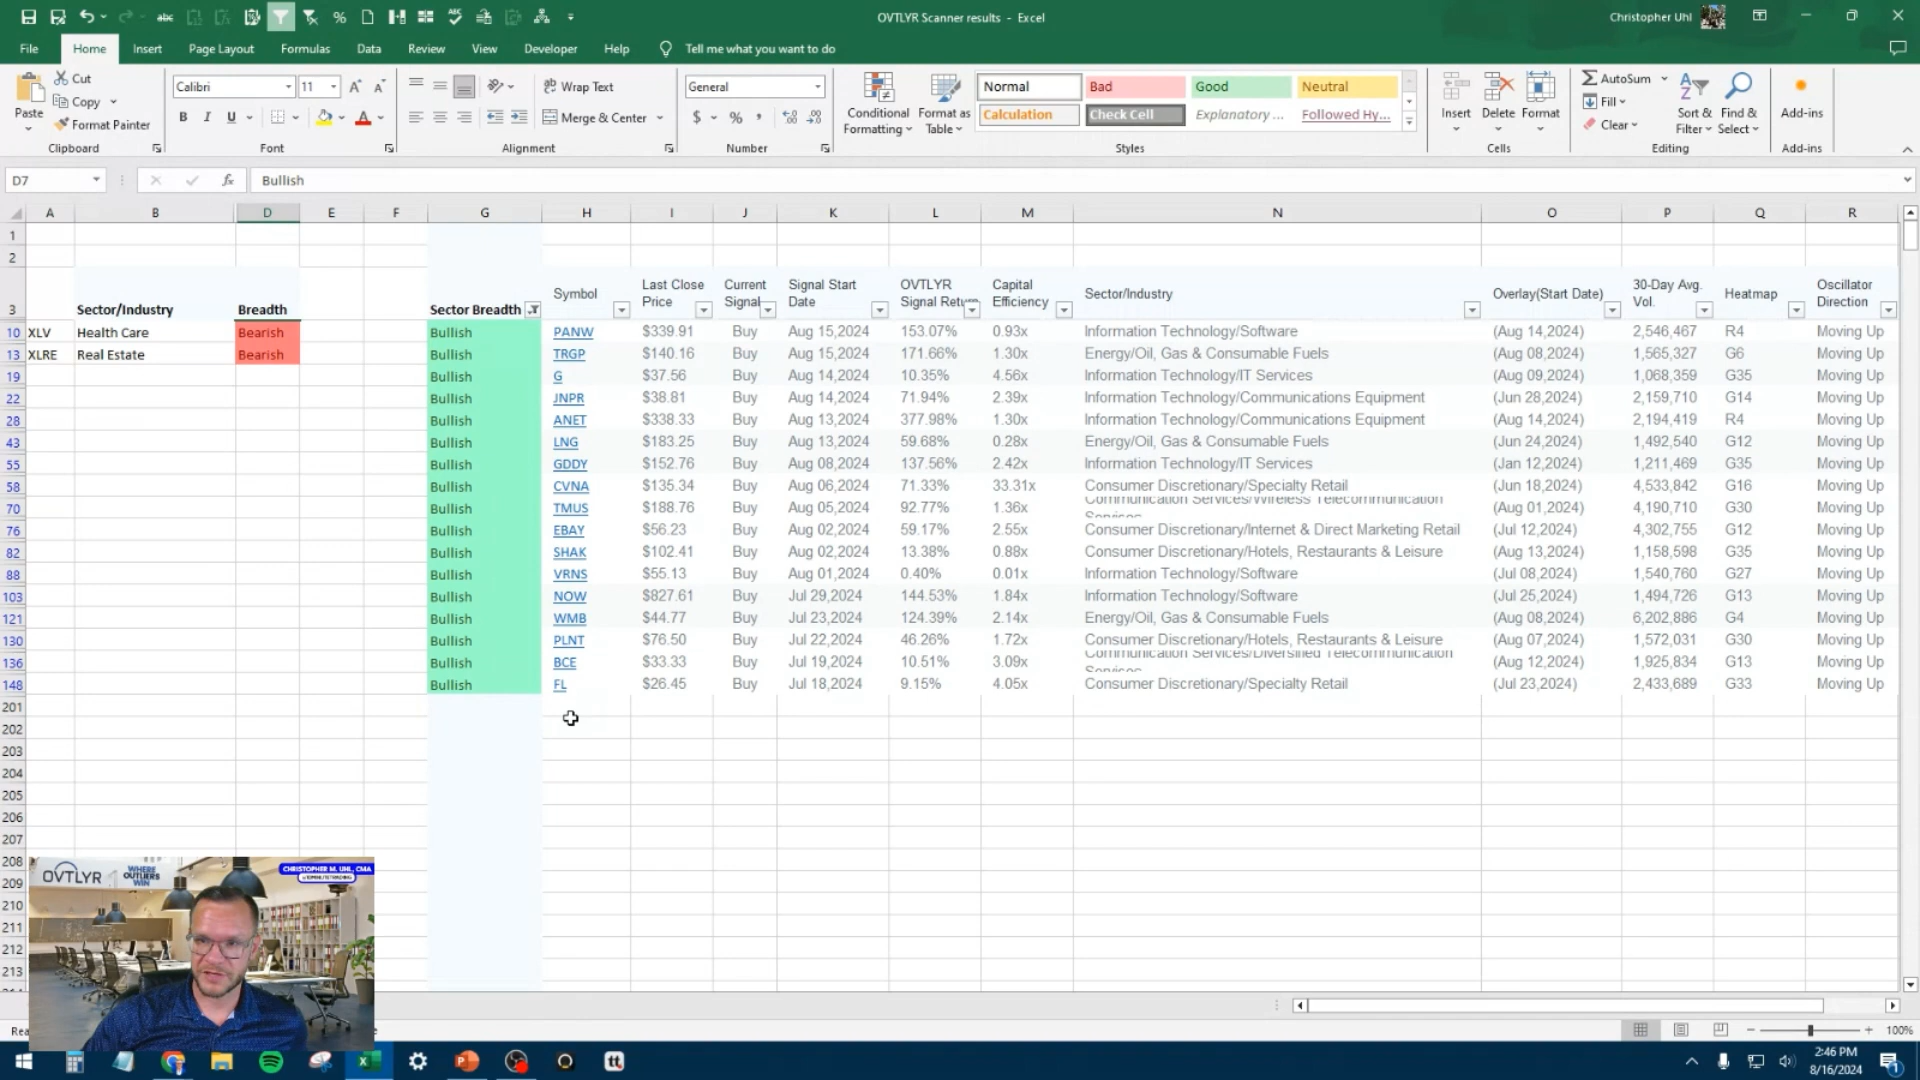 OVTLYR Scanner results - Excel
Christopher Uhl
File Home Insert Page Layout Formulas Data Review View Developer Help Tell me what you want to do
Paste
Cut
Copy
Format Painter
Clipboard
Calibri 11
B I U
Font
Wrap Text
Merge & Center
Alignment
General
$ % ,
Number
Conditional Formatting
Format as Table
Normal Bad Good Neutral
Calculation Check Cell Explanatory ... Followed Hy...
Styles
Insert Delete Format
Cells
AutoSum
Fill
Clear
Sort & Filter
Find & Select
Editing
Add-ins
Add-ins
D7 fx Bullish
A B D E F G H I J K L M N O P Q R
1
2
3 Sector/Industry Breadth Sector Breadth Symbol Last Close Price Current Signal Signal Start Date OVTLYR Signal Return Capital Efficiency Sector/Industry Overlay(Start Date) 30-Day Avg. Vol. Heatmap Oscillator Direction
10 XLV Health Care Bearish Bullish PANW $339.91 Buy Aug 15,2024 153.07% 0.93x Information Technology/Software (Aug 14,2024) 2,546,467 R4 Moving Up
13 XLRE Real Estate Bearish Bullish TRGP $140.16 Buy Aug 15,2024 171.66% 1.30x Energy/Oil, Gas & Consumable Fuels (Aug 08,2024) 1,565,327 G6 Moving Up
19 Bullish G $37.56 Buy Aug 14,2024 10.35% 4.56x Information Technology/IT Services (Aug 09,2024) 1,068,359 G35 Moving Up
22 Bullish JNPR $38.81 Buy Aug 14,2024 71.94% 2.39x Information Technology/Communications Equipment (Jun 28,2024) 2,159,710 G14 Moving Up
28 Bullish ANET $338.33 Buy Aug 13,2024 377.98% 1.30x Information Technology/Communications Equipment (Aug 14,2024) 2,194,419 R4 Moving Up
43 Bullish LNG $183.25 Buy Aug 13,2024 59.68% 0.28x Energy/Oil, Gas & Consumable Fuels (Jun 24,2024) 1,492,540 G12 Moving Up
55 Bullish GDDY $152.76 Buy Aug 08,2024 137.56% 2.42x Information Technology/IT Services (Jan 12,2024) 1,211,469 G35 Moving Up
58 Bullish CVNA $135.34 Buy Aug 06,2024 71.33% 33.31x Consumer Discretionary/Specialty Retail (Jun 18,2024) 4,533,842 G16 Moving Up
70 Bullish TMUS $188.76 Buy Aug 05,2024 92.77% 1.36x Communication Services/Wireless Telecommunication Services (Aug 01,2024) 4,190,710 G30 Moving Up
76 Bullish EBAY $56.23 Buy Aug 02,2024 59.17% 2.55x Consumer Discretionary/Internet & Direct Marketing Retail (Jul 12,2024) 4,302,755 G12 Moving Up
82 Bullish SHAK $102.41 Buy Aug 02,2024 13.38% 0.88x Consumer Discretionary/Hotels, Restaurants & Leisure (Aug 13,2024) 1,158,598 G35 Moving Up
88 Bullish VRNS $55.13 Buy Aug 01,2024 0.40% 0.01x Information Technology/Software (Jul 08,2024) 1,540,760 G27 Moving Up
103 Bullish NOW $827.61 Buy Jul 29,2024 144.53% 1.84x Information Technology/Software (Jul 25,2024) 1,494,726 G13 Moving Up
121 Bullish WMB $44.77 Buy Jul 23,2024 124.39% 2.14x Energy/Oil, Gas & Consumable Fuels (Aug 08,2024) 6,202,886 G4 Moving Up
130 Bullish PLNT $76.50 Buy Jul 22,2024 46.26% 1.72x Consumer Discretionary/Hotels, Restaurants & Leisure (Aug 07,2024) 1,572,031 G30 Moving Up
136 Bullish BCE $33.33 Buy Jul 19,2024 10.51% 3.09x Communication Services/Diversified Telecommunication Services (Aug 12,2024) 1,925,834 G13 Moving Up
148 Bullish FL $26.45 Buy Jul 18,2024 9.15% 4.05x Consumer Discretionary/Specialty Retail (Jul 23,2024) 2,433,689 G33 Moving Up
201
202
203
204
205
206
207
208
209
210
211
212
213
OVTLYR WHERE OUTLIERS WIN
CHRISTOPHER M. UHL, CMA
100%
2:46 PM
8/16/2024